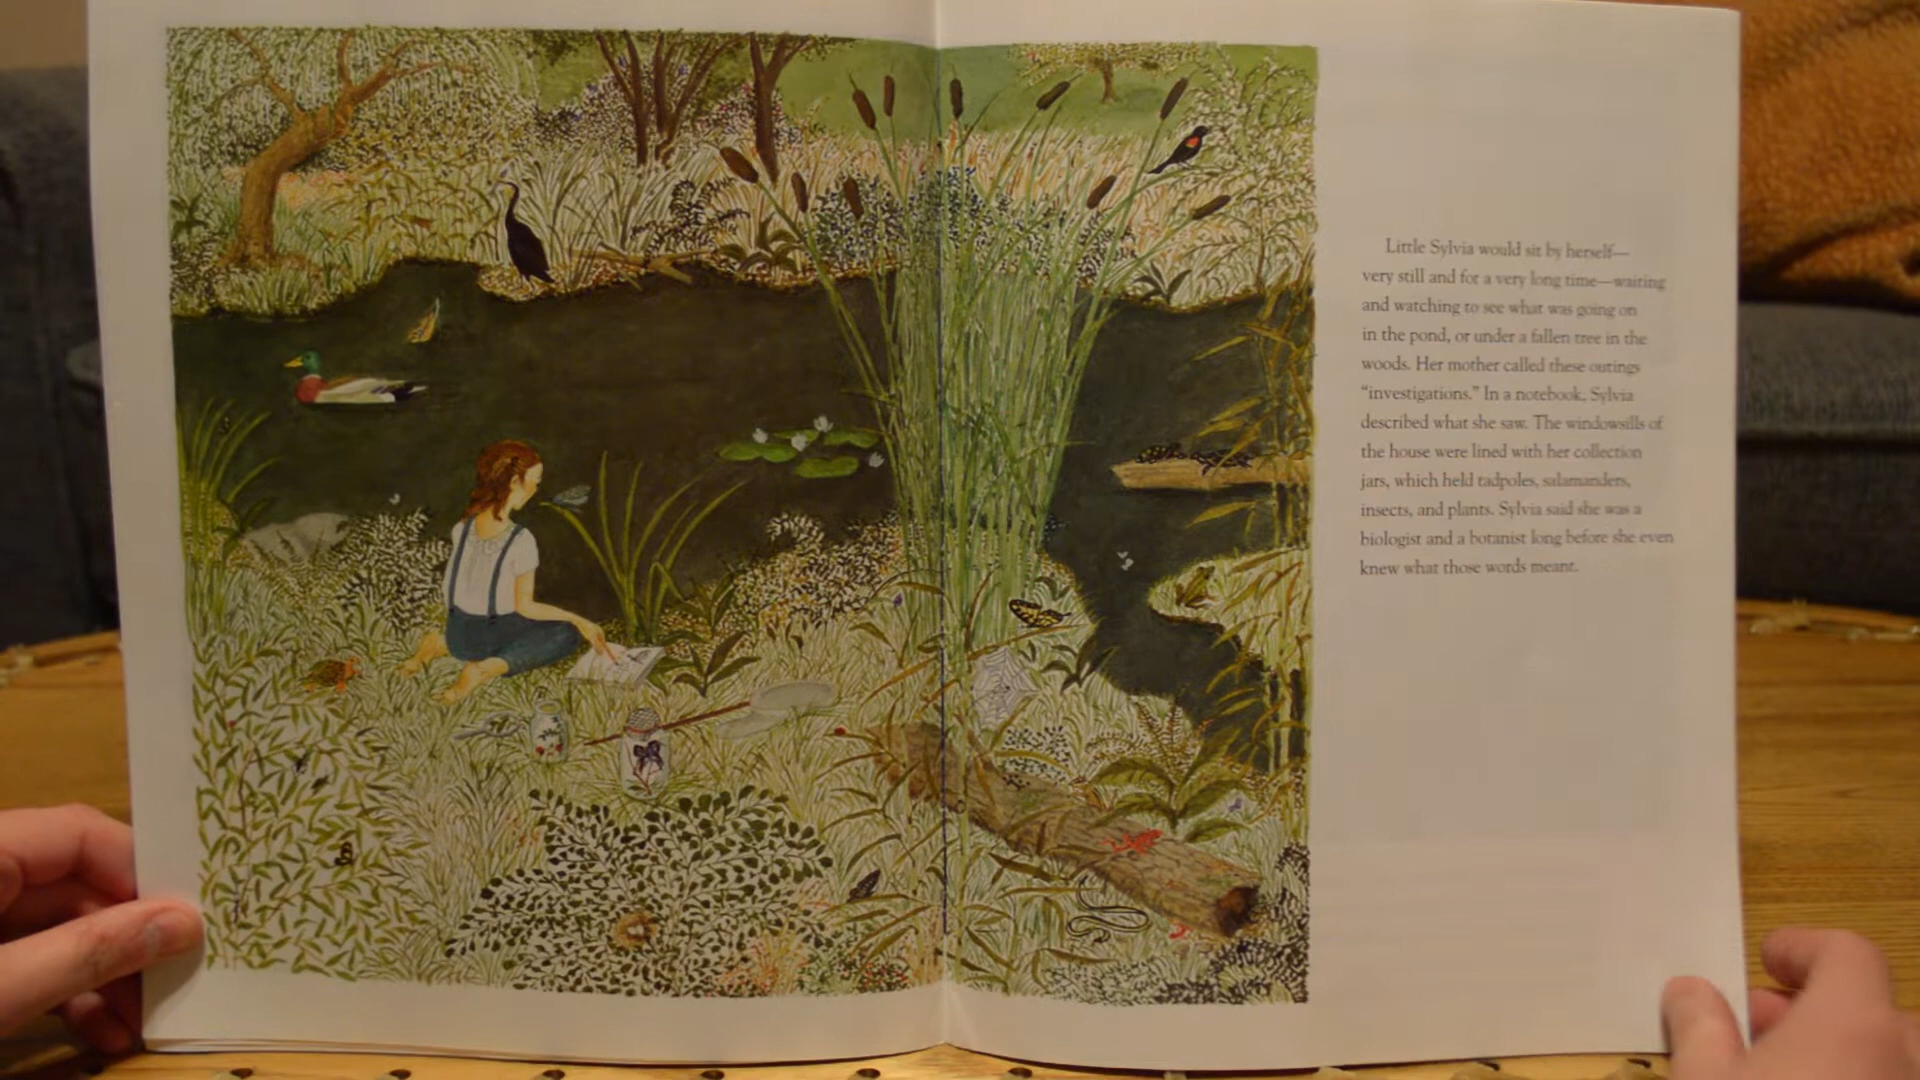 Little Sylvia would sit by herself—
very still and for a very long time—waiting
and watching to see what was going on
in the pond, or under a fallen tree in the
woods. Her mother called these outings
“investigations.” In a notebook, Sylvia
described what she saw. The windowsills of
the house were lined with her collection
jars, which held tadpoles, salamanders,
insects, and plants. Sylvia said she was a
biologist and a botanist long before she even
knew what those words meant.